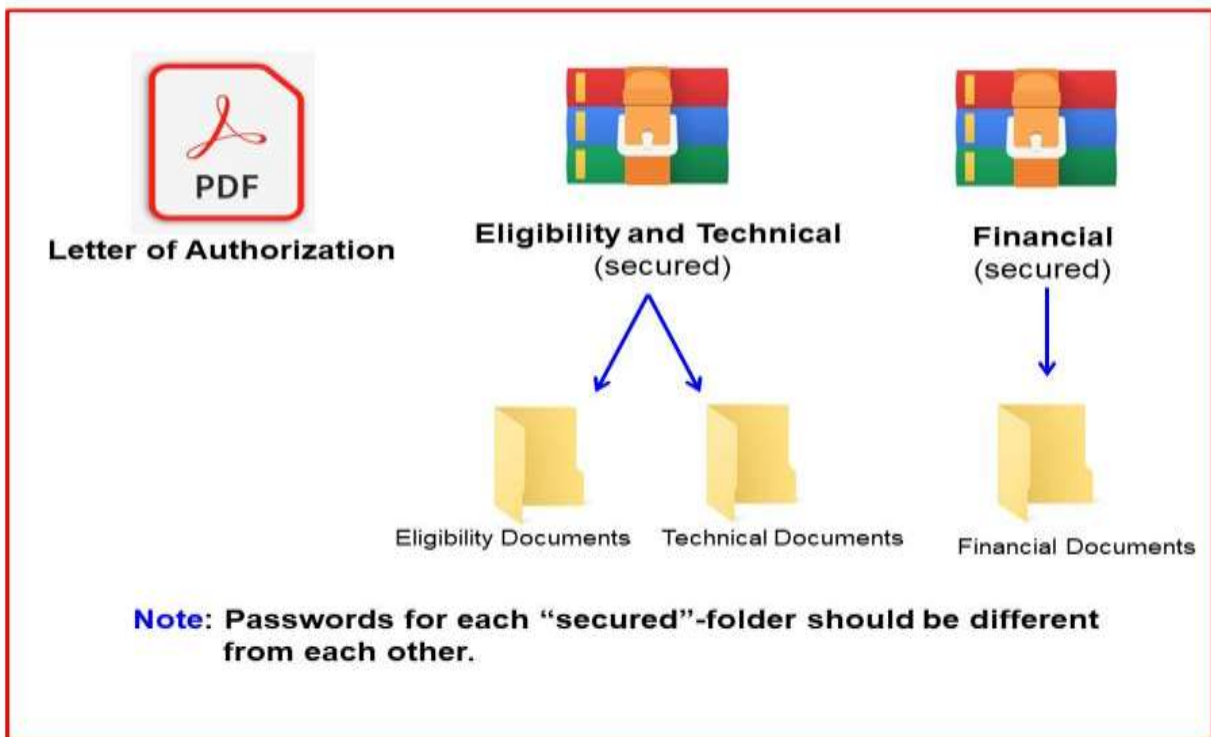 PDF
Letter of Authorization
Eligibility and Technical
(secured)
Financial
(secured)
Eligibility Documents
Technical Documents
Financial Documents
Note: Passwords for each “secured”-folder should be different
from each other.